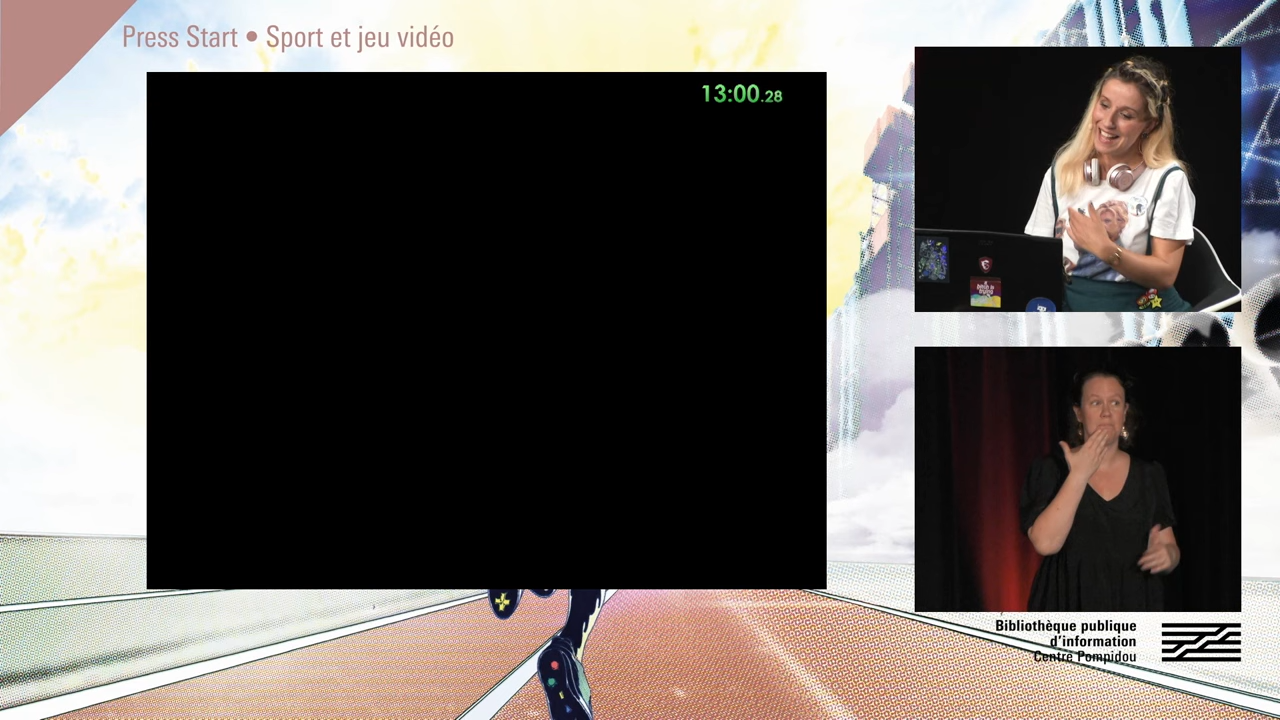 Press Start • Sport et jeu vidéo
13:00.28
Bibliothèque publique
d'information
Centre Pompidou